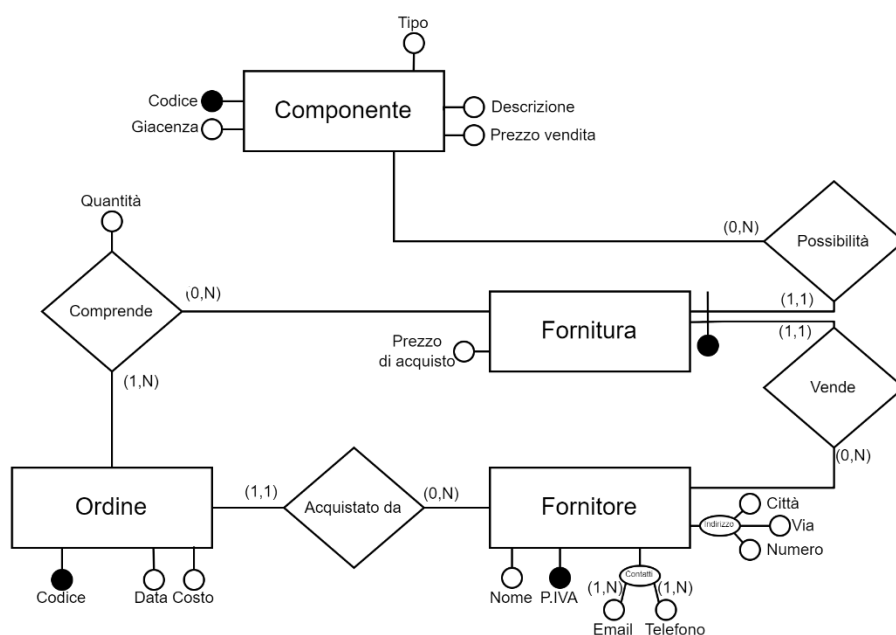 Tipo
Codice
Componente
Descrizione
Giacenza
Prezzo vendita
Quantità
(0,N)
Possibilità
Comprende
(0,N)
(1,1)
Fornitura
(1,1)
Prezzo
di acquisto
(1,N)
Vende
(0,N)
Ordine
(1,1)
Acquistato da
(0,N)
Fornitore
Città
Indirizzo
Via
Numero
Codice
Data
Costo
Nome
P.IVA
Contatti
(1,N)
(1,N)
Email
Telefono